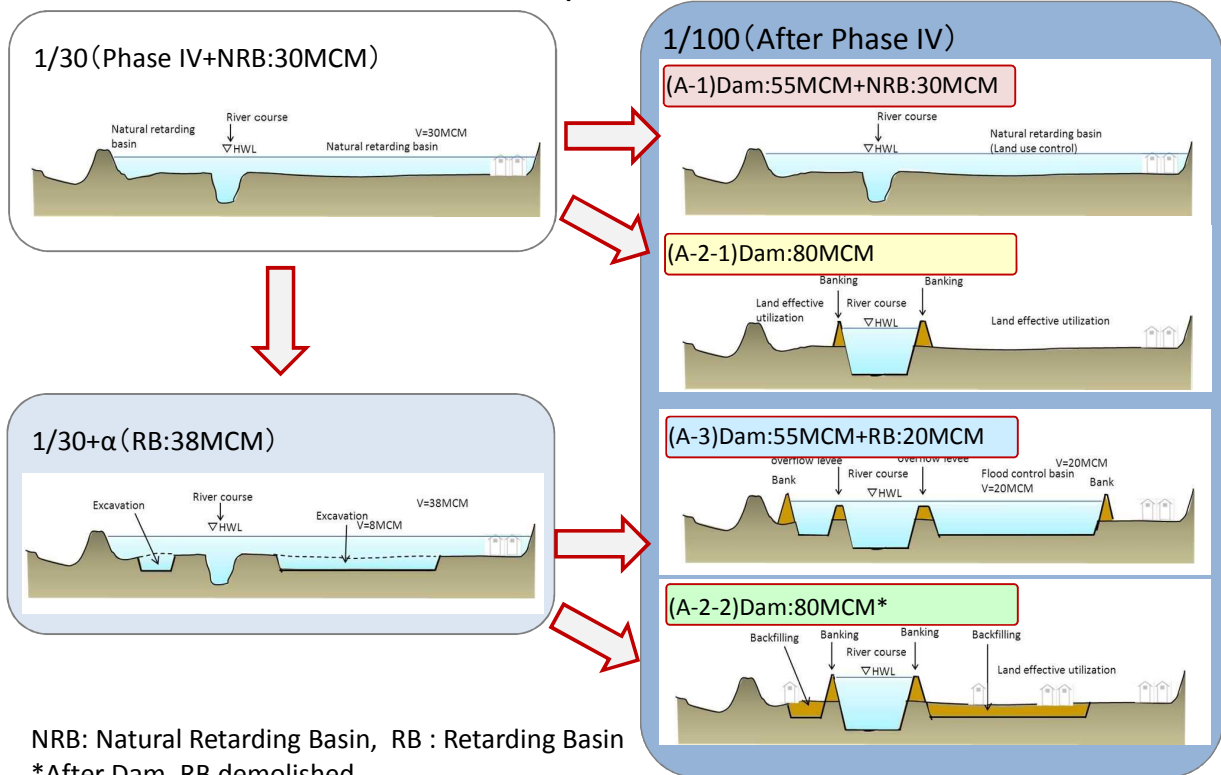 1/30(Phase IV+NRB:30MCM)
River course
Natural retarding
basin
▽HWL
V=30MCM
Natural retarding basin
1/30+α(RB:38MCM)
Excavation
River course
▽HWL
Excavation
V=8MCM
V=38MCM
1/100(After Phase IV)
(A-1)Dam:55MCM+NRB:30MCM
River course
▽HWL
Natural retarding basin
(Land use control)
(A-2-1)Dam:80MCM
Banking
Banking
Land effective
utilization
River course
▽HWL
Land effective utilization
(A-3)Dam:55MCM+RB:20MCM
overflow levee
overflow levee
Bank
River course
▽HWL
Flood control basin
V=20MCM
V=20MCM
Bank
(A-2-2)Dam:80MCM*
Backfilling
Banking
Banking
Backfilling
River course
▽HWL
Land effective utilization
NRB: Natural Retarding Basin, RB : Retarding Basin
*After Dam, RB demolished